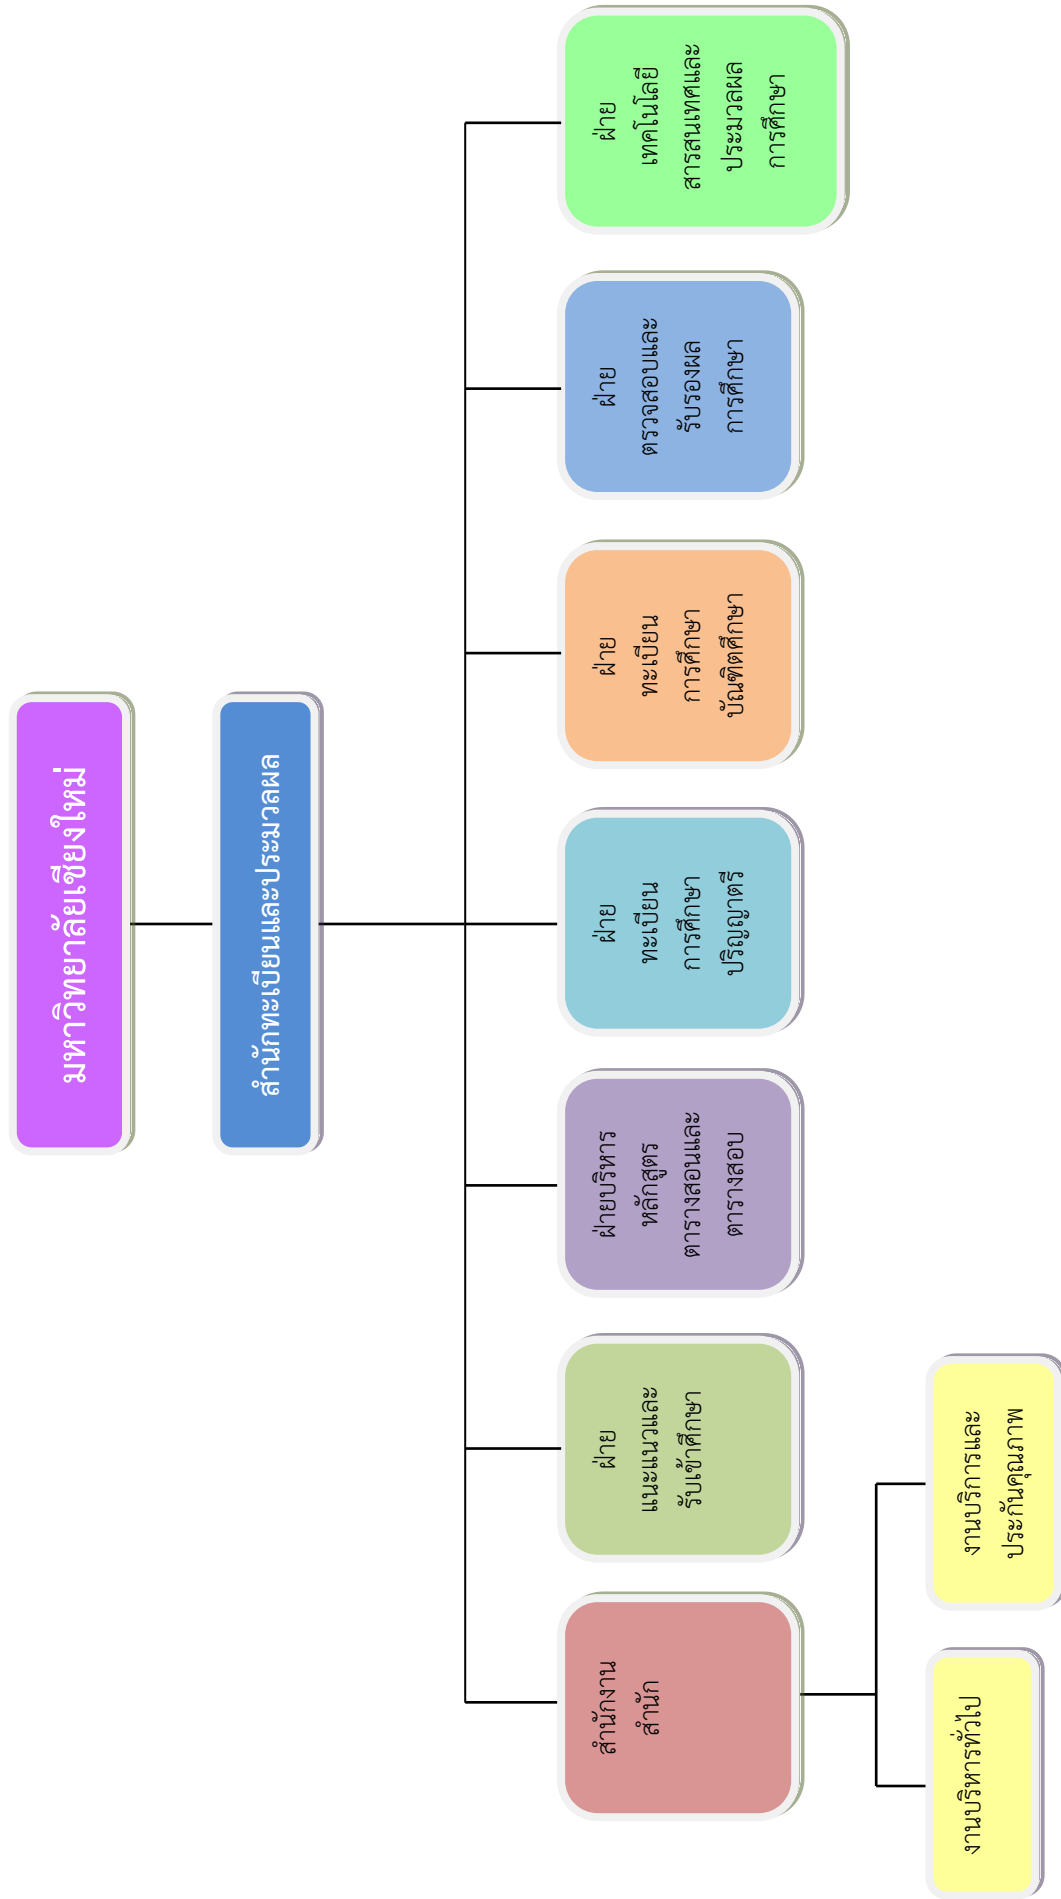 มหาวิทยาลัยเชียงใหม่
สำนักทะเบียนและประมวลผล
สำนักงาน
สำนัก
ฝ่าย
แนะแนวและ
รับเข้าศึกษา
ฝ่ายบริหาร
หลักสูตร
ตารางสอนและ
ตารางสอบ
ฝ่าย
ทะเบียน
การศึกษา
ปริญญาตรี
ฝ่าย
ทะเบียน
การศึกษา
บัณฑิตศึกษา
ฝ่าย
ตรวจสอบและ
รับรองผล
การศึกษา
ฝ่าย
เทคโนโลยี
สารสนเทศและ
ประมวลผล
การศึกษา
งานบริหารทั่วไป
งานบริการและ
ประกันคุณภาพ